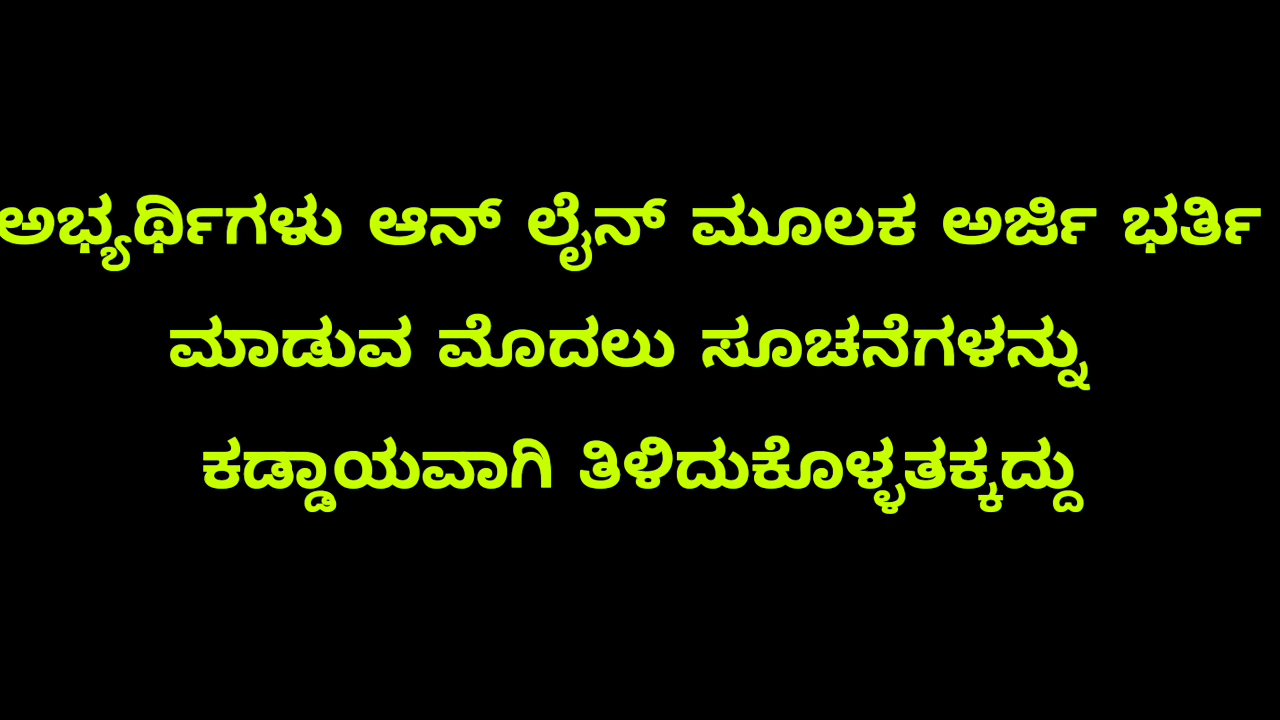 ಅಭ್ಯರ್ಥಿಗಳು ಆನ್ ಲೈನ್ ಮೂಲಕ ಅರ್ಜಿ ಭರ್ತಿ
ಮಾಡುವ ಮೊದಲು ಸೂಚನೆಗಳನ್ನು
ಕಡ್ಡಾಯವಾಗಿ ತಿಳಿದುಕೊಳ್ಳತಕ್ಕದ್ದು